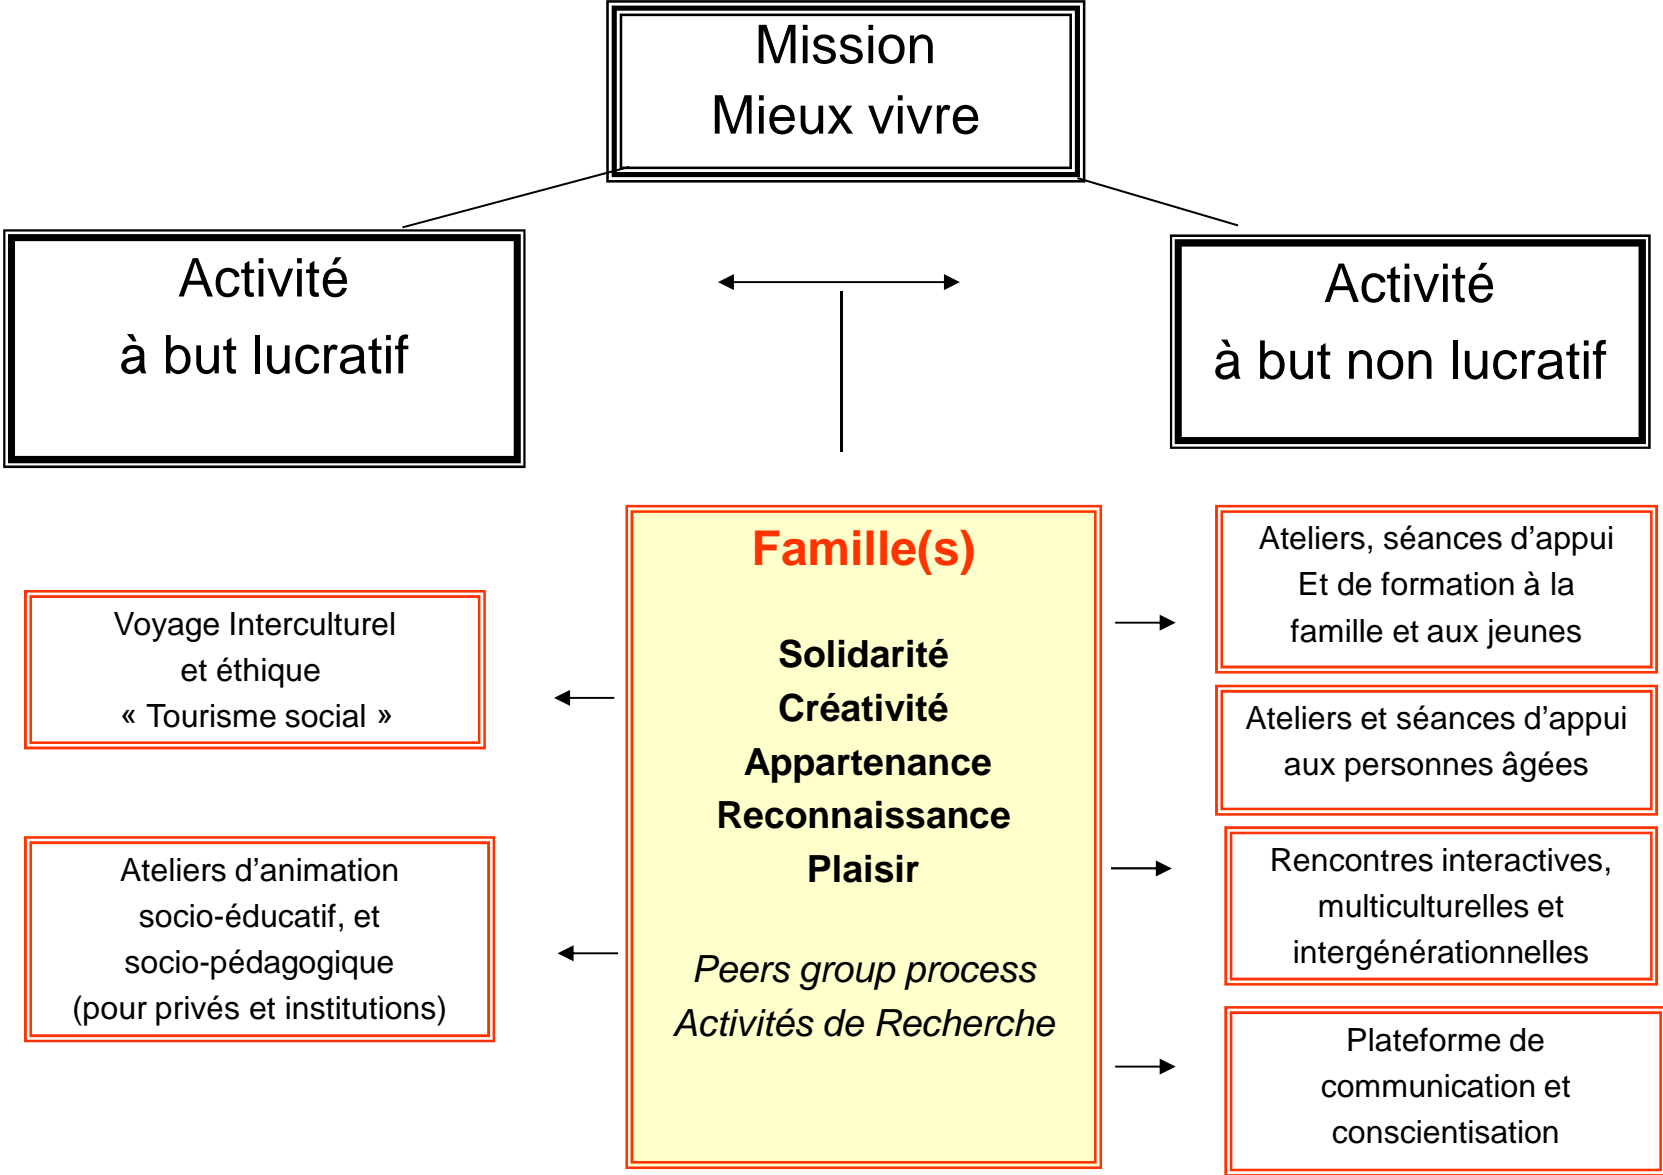 Mission
Mieux vivre
Activité
à but lucratif
Activité
à but non lucratif
Famille(s)
Solidarité
Créativité
Appartenance
Reconnaissance
Plaisir
Peers group process
Activités de Recherche
Voyage Interculturel
et éthique
« Tourisme social »
Ateliers d’animation
socio-éducatif, et
socio-pédagogique
(pour privés et institutions)
Ateliers, séances d’appui
Et de formation à la
famille et aux jeunes
Ateliers et séances d’appui
aux personnes âgées
Rencontres interactives,
multiculturelles et
intergénérationnelles
Plateforme de
communication et
conscientisation